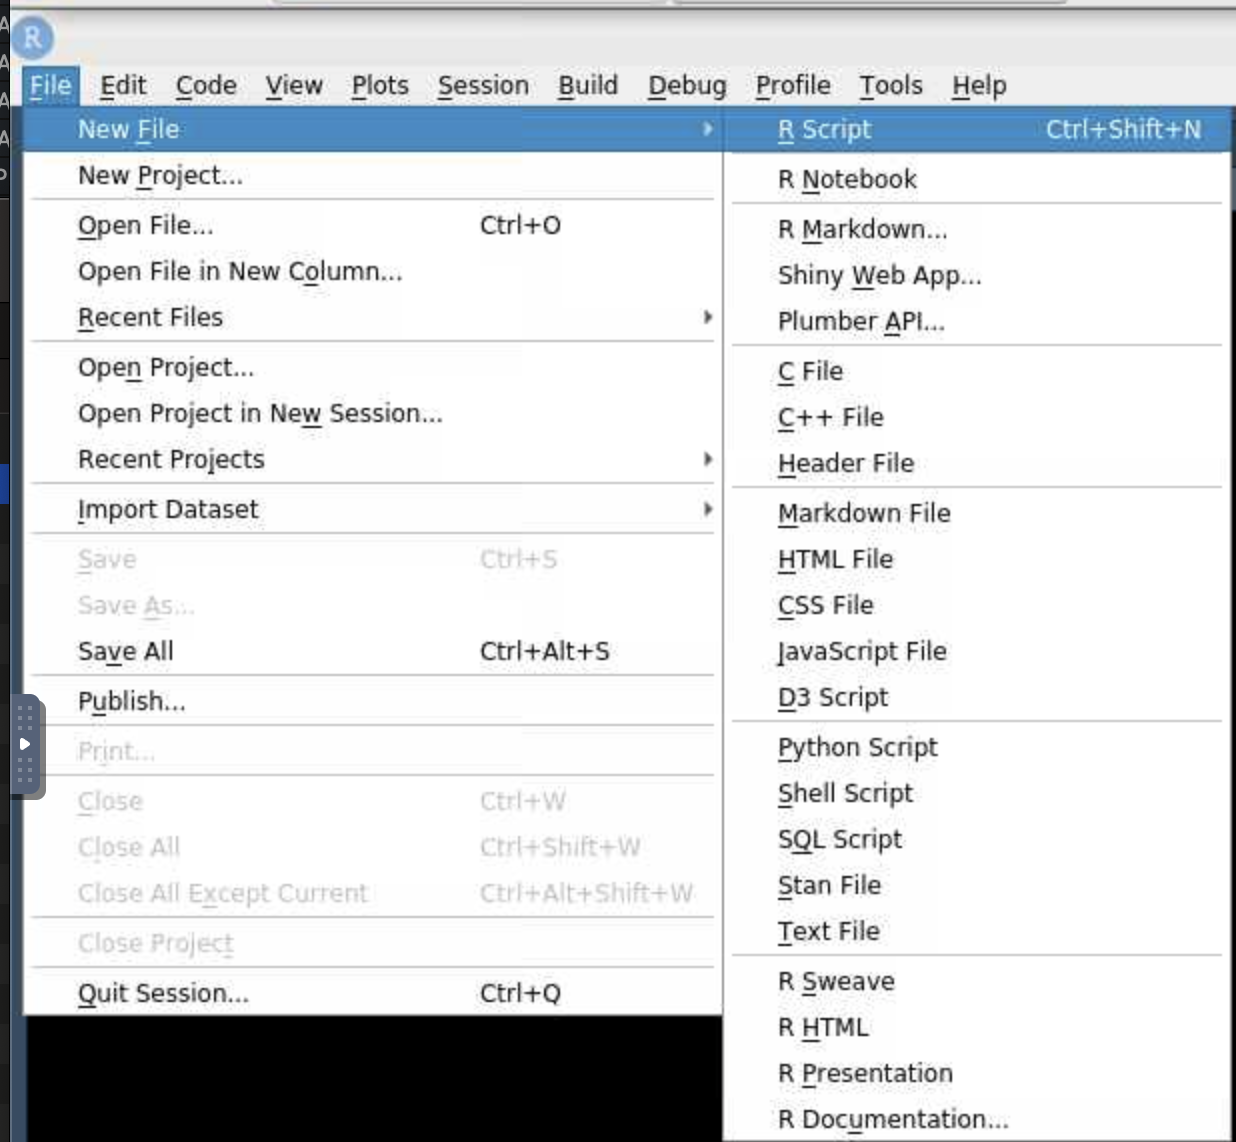 R
File Edit Code View Plots Session Build Debug Profile Tools Help
New File
New Project...
Open File... Ctrl+O
Open File in New Column...
Recent Files
Open Project...
Open Project in New Session...
Recent Projects
Import Dataset
Save Ctrl+S
Save As...
Save All Ctrl+Alt+S
Publish...
Print...
Close Ctrl+W
Close All Ctrl+Shift+W
Close All Except Current Ctrl+Alt+Shift+W
Close Project
Quit Session... Ctrl+Q
R Script Ctrl+Shift+N
R Notebook
R Markdown...
Shiny Web App...
Plumber API...
C File
C++ File
Header File
Markdown File
HTML File
CSS File
JavaScript File
D3 Script
Python Script
Shell Script
SQL Script
Stan File
Text File
R Sweave
R HTML
R Presentation
R Documentation...